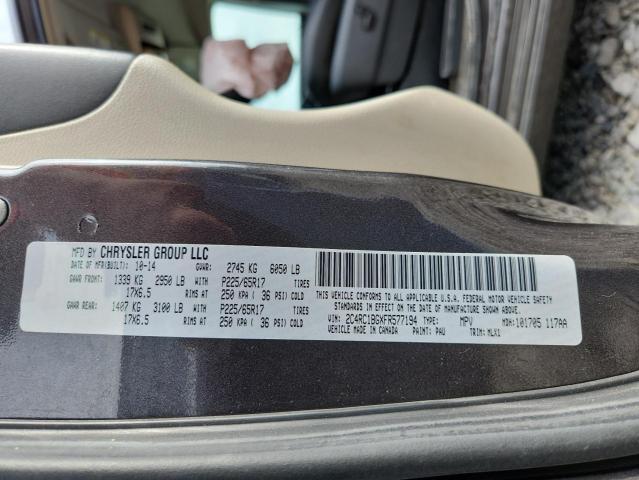 MFD BY CHRYSLER GROUP LLC
DATE OF MFR(BUILT): 10-14 GVWR: 2745 KG 6050 LB
GAWR FRONT: 1339 KG 2950 LB WITH P225/65R17 TIRES
17X6.5 RIMS AT 250 KPA ( 36 PSI) COLD
GAWR REAR: 1407 KG 3100 LB WITH P225/65R17 TIRES
17X6.5 RIMS AT 250 KPA ( 36 PSI) COLD
THIS VEHICLE CONFORMS TO ALL APPLICABLE U.S.A. FEDERAL MOTOR VEHICLE SAFETY
STANDARDS IN EFFECT ON THE DATE OF MANUFACTURE SHOWN ABOVE.
VIN: 2C4RC1BGXFR577194 TYPE: MPV MDH:101705 117AA
VEHICLE MADE IN CANADA PAINT: PAU TRIM: MLX1